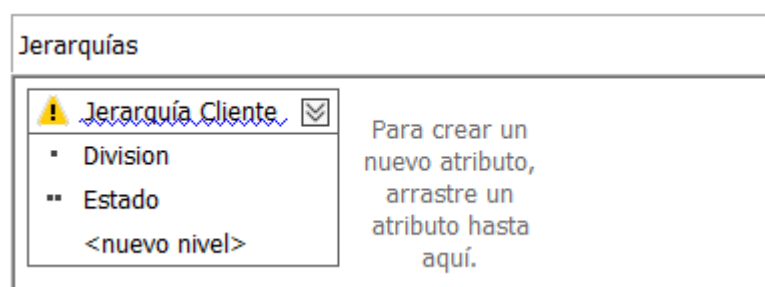 Jerarquías
Jerarquía Cliente
Division
Estado
<nuevo nivel>
Para crear un
nuevo atributo,
arrastre un
atributo hasta
aquí.